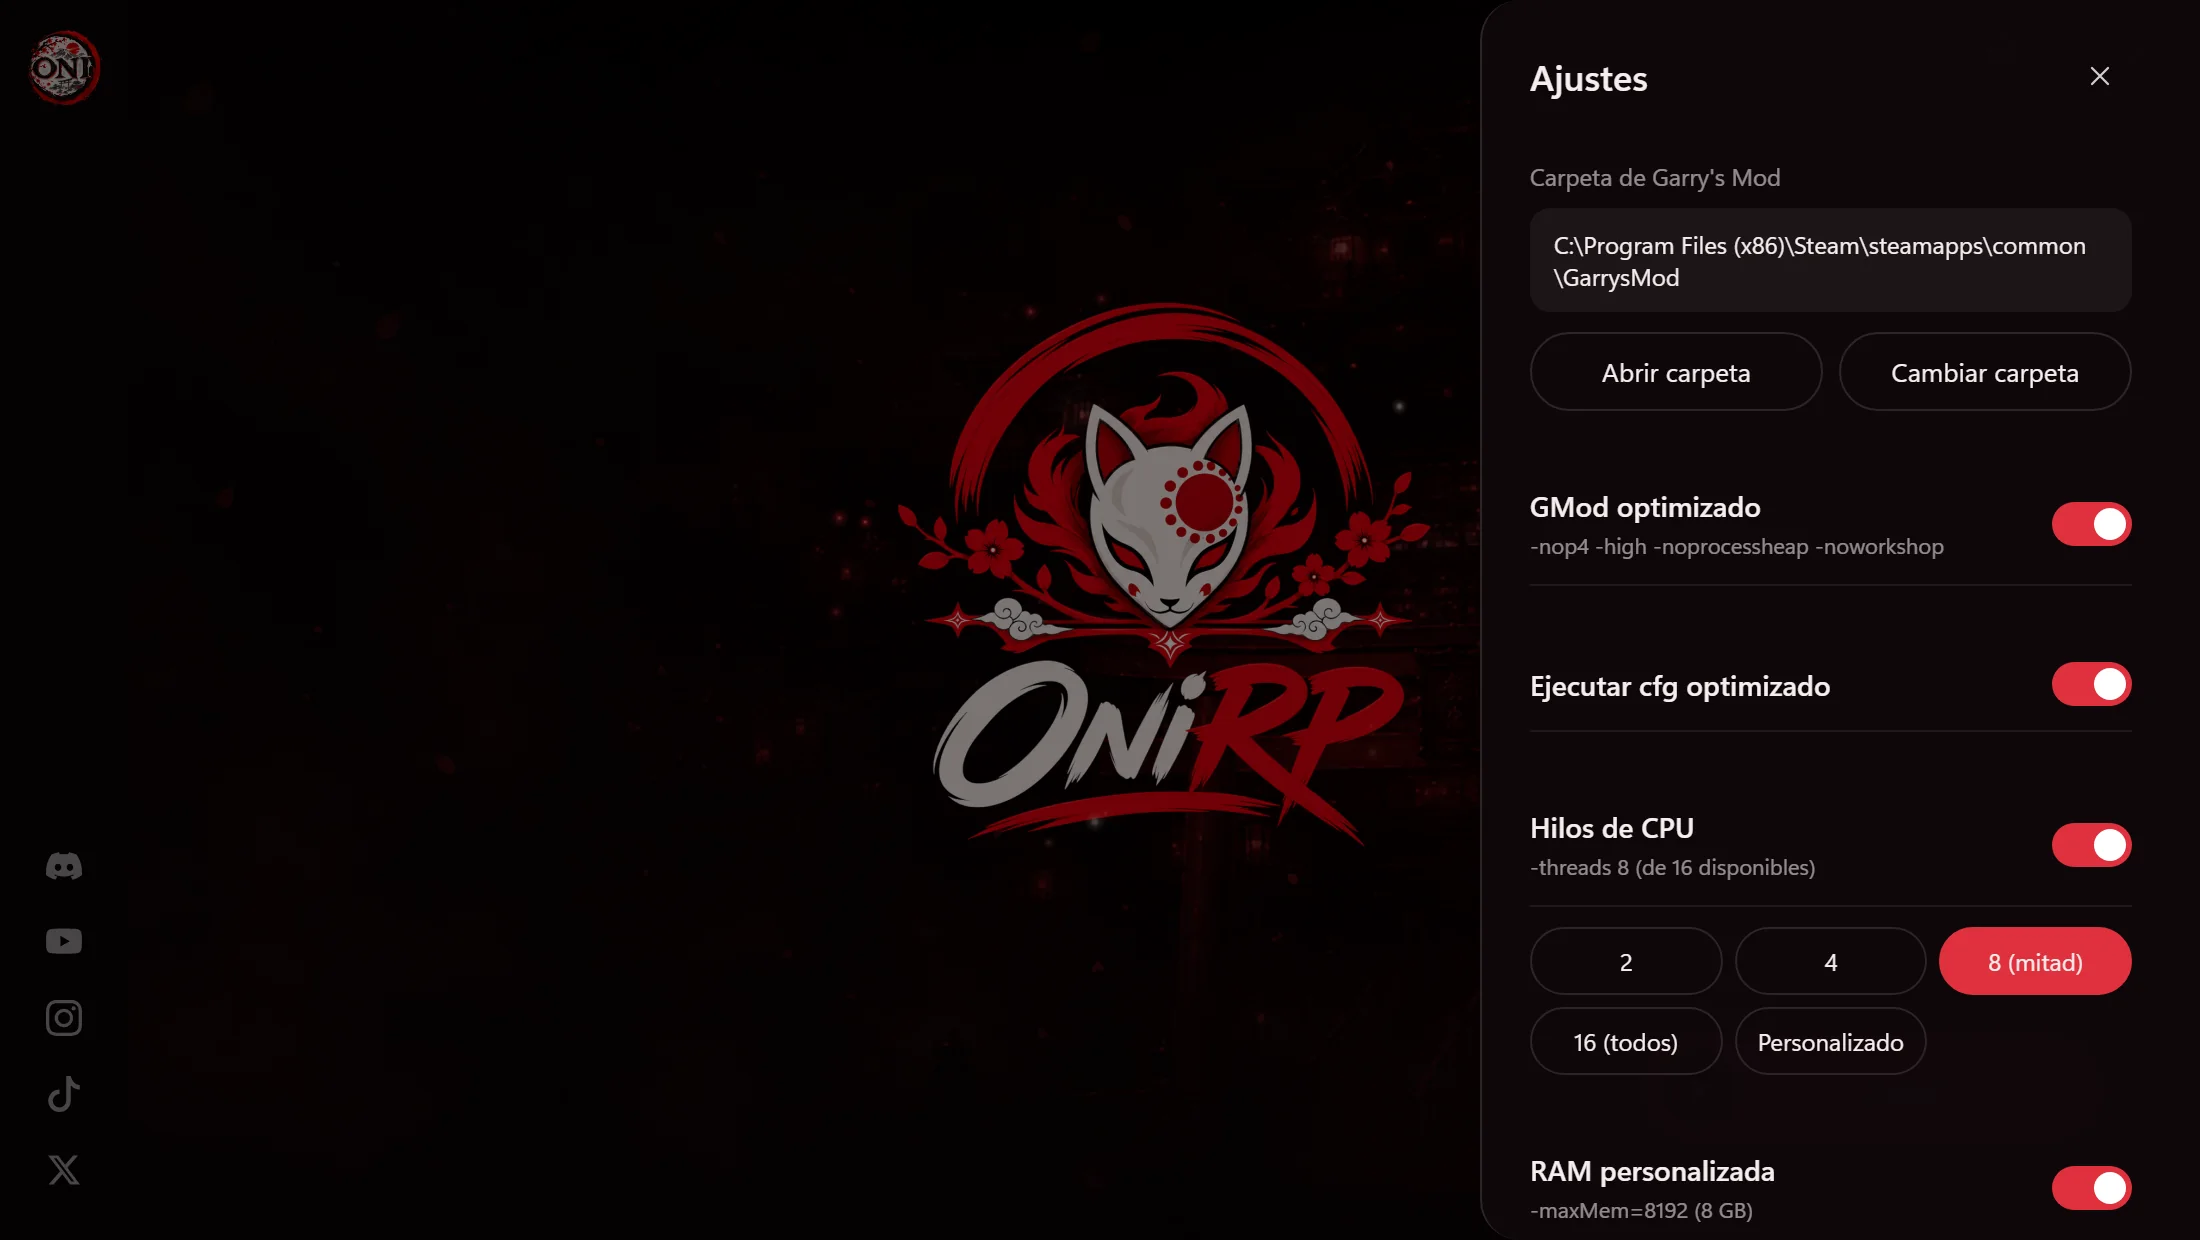 ONI
Ajustes
Carpeta de Garry's Mod
C:\Program Files (x86)\Steam\steamapps\common
\GarrysMod
Abrir carpeta
Cambiar carpeta
GMod optimizado
-nop4 -high -noprocessheap -noworkshop
Ejecutar cfg optimizado
Hilos de CPU
-threads 8 (de 16 disponibles)
2
4
8 (mitad)
16 (todos)
Personalizado
RAM personalizada
-maxMem=8192 (8 GB)
ONiRP